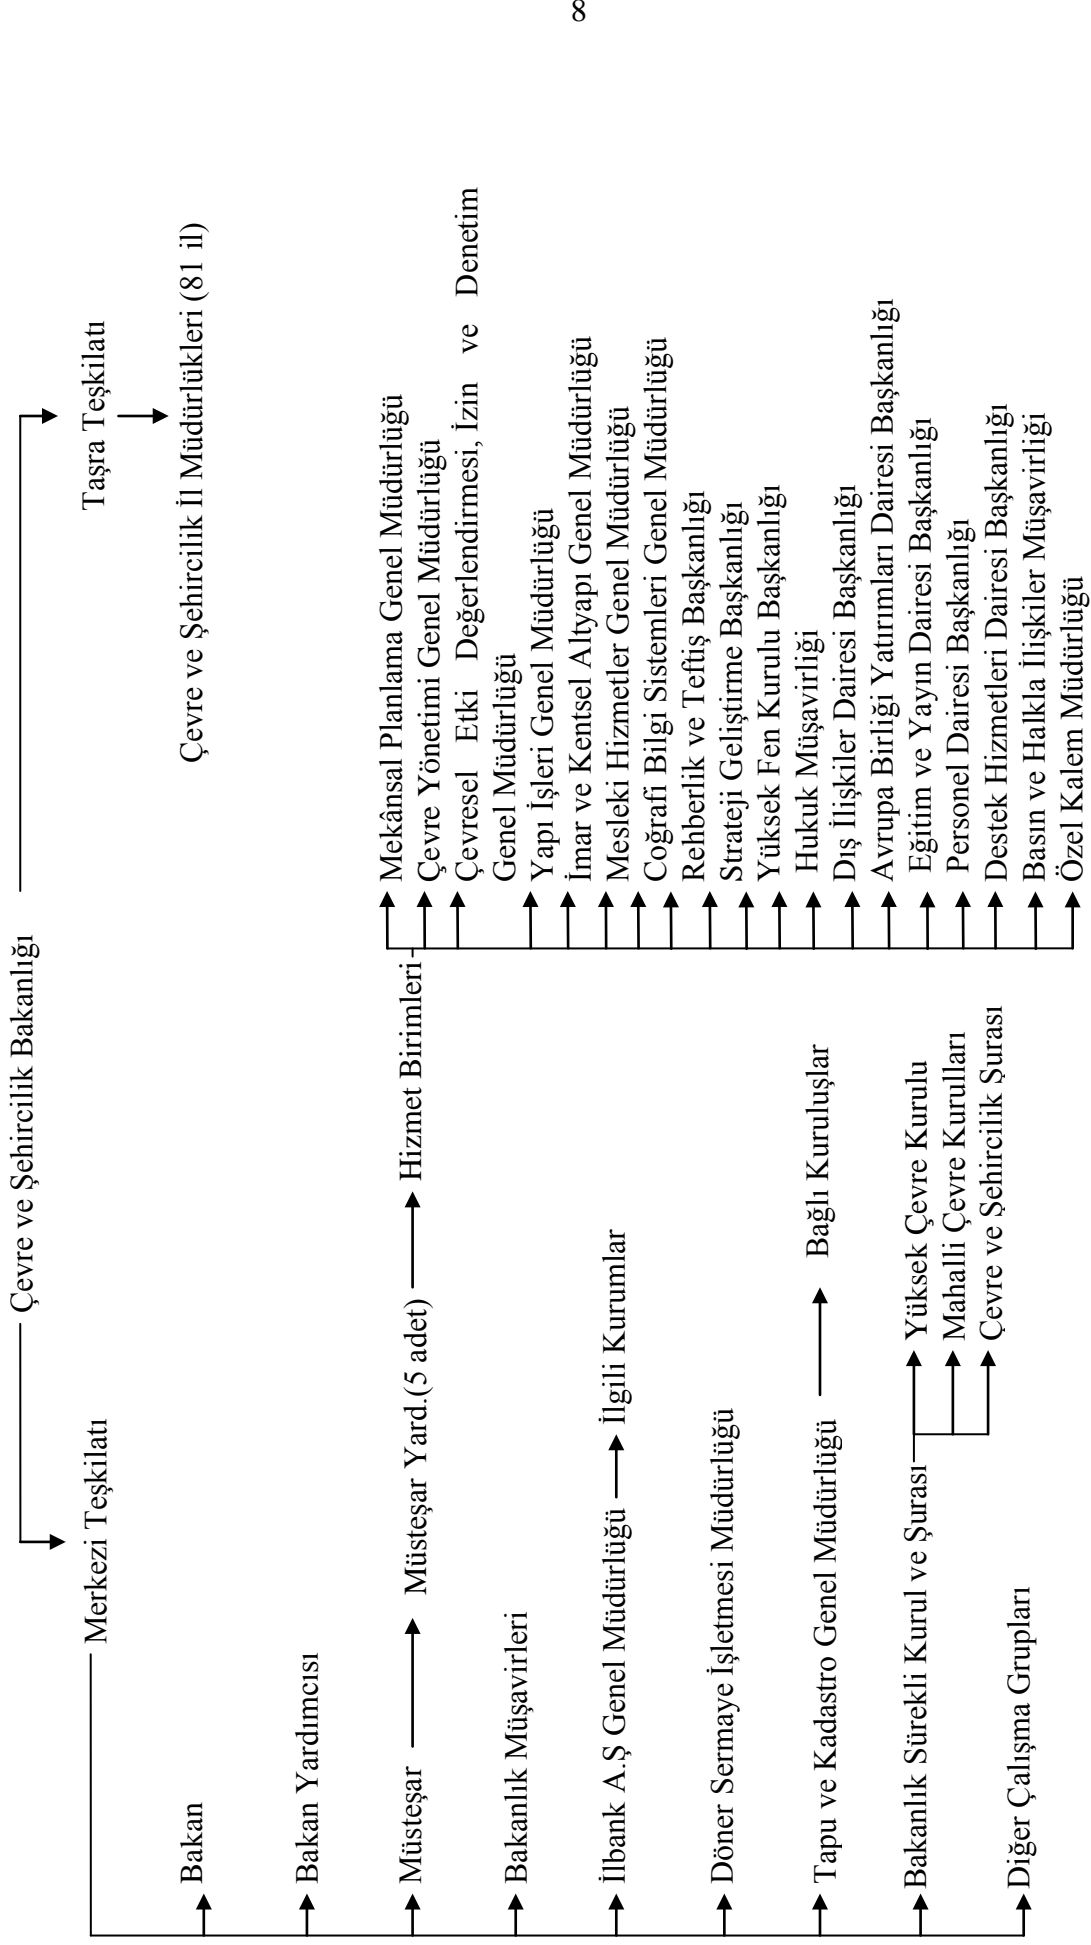 8
Çevre ve Şehircilik Bakanlığı
Merkezi Teşkilatı
Taşra Teşkilatı
Çevre ve Şehircilik İl Müdürlükleri (81 il)
Bakan
Bakan Yardımcısı
Müsteşar
Müsteşar Yard.(5 adet)
Hizmet Birimleri
Mekânsal Planlama Genel Müdürlüğü
Çevre Yönetimi Genel Müdürlüğü
Çevresel Etki Değerlendirmesi, İzin ve Denetim
Genel Müdürlüğü
Yapı İşleri Genel Müdürlüğü
İmar ve Kentsel Altyapı Genel Müdürlüğü
Mesleki Hizmetler Genel Müdürlüğü
Coğrafi Bilgi Sistemleri Genel Müdürlüğü
Rehberlik ve Teftiş Başkanlığı
Strateji Geliştirme Başkanlığı
Yüksek Fen Kurulu Başkanlığı
Hukuk Müşavirliği
Dış İlişkiler Dairesi Başkanlığı
Avrupa Birliği Yatırımları Dairesi Başkanlığı
Eğitim ve Yayın Dairesi Başkanlığı
Personel Dairesi Başkanlığı
Destek Hizmetleri Dairesi Başkanlığı
Basın ve Halkla İlişkiler Müşavirliği
Özel Kalem Müdürlüğü
Bakanlık Müşavirleri
İlbank A.Ş Genel Müdürlüğü
İlgili Kurumlar
Döner Sermaye İşletmesi Müdürlüğü
Tapu ve Kadastro Genel Müdürlüğü
Bağlı Kuruluşlar
Bakanlık Sürekli Kurul ve Şurası
Yüksek Çevre Kurulu
Mahalli Çevre Kurulları
Çevre ve Şehircilik Şurası
Diğer Çalışma Grupları